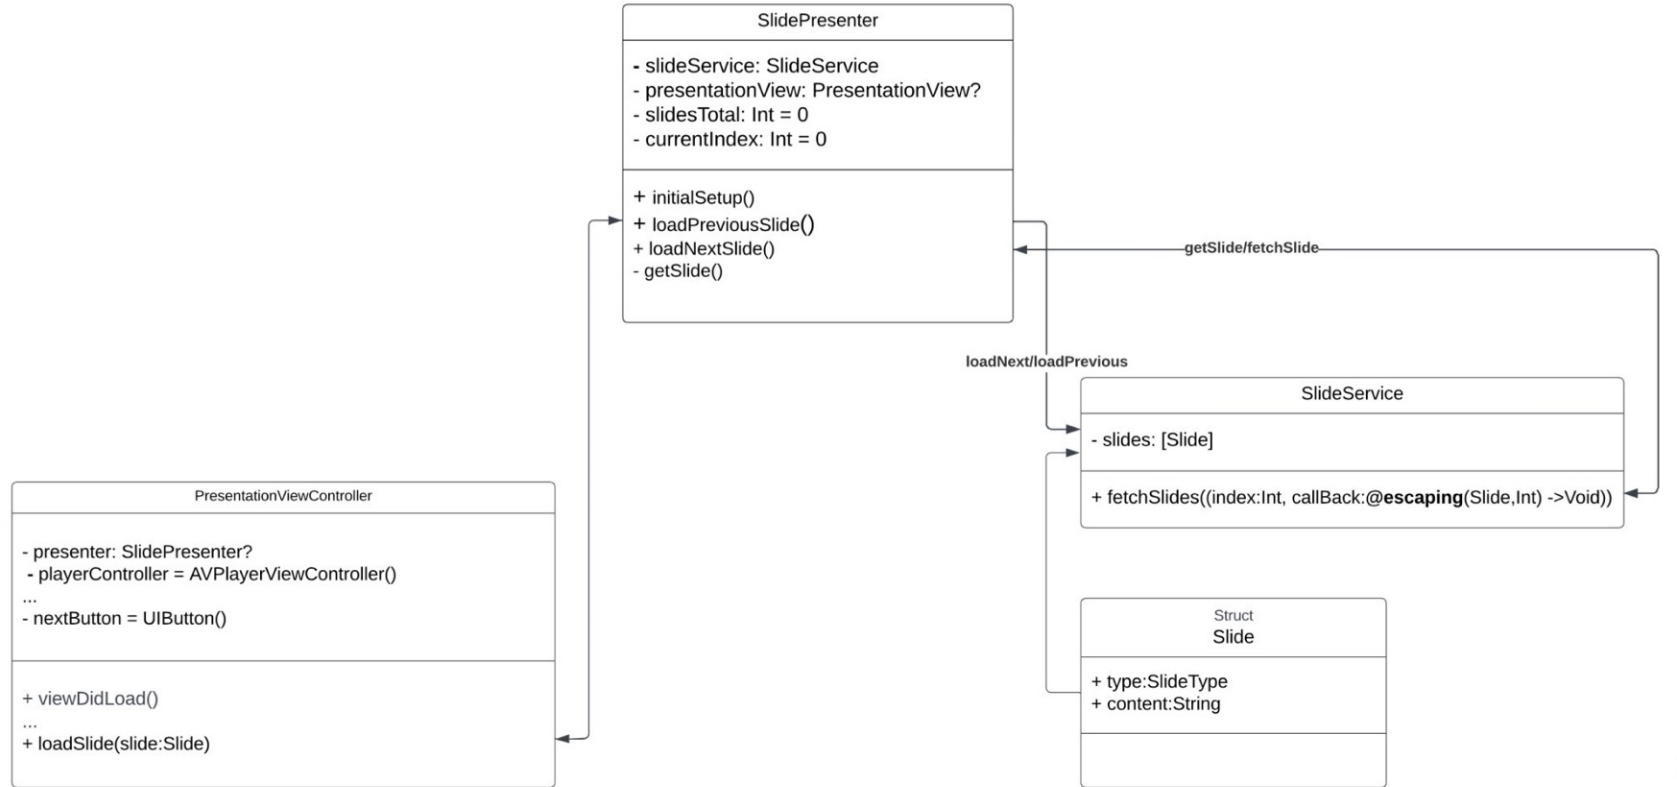 SlidePresenter
- slideService: SlideService
- presentationView: PresentationView?
- slidesTotal: Int = 0
- currentIndex: Int = 0
+ initialSetup()
+ loadPreviousSlide()
+ loadNextSlide()
- getSlide()
getSlide/fetchSlide
loadNext/loadPrevious
SlideService
- slides: [Slide]
+ fetchSlides((index:Int, callBack:@escaping(Slide,Int) ->Void))
PresentationViewController
- presenter: SlidePresenter?
- playerController = AVPlayerViewController()
...
- nextButton = UIButton()
+ viewDidLoad()
...
+ loadSlide(slide:Slide)
Struct
Slide
+ type:SlideType
+ content:String